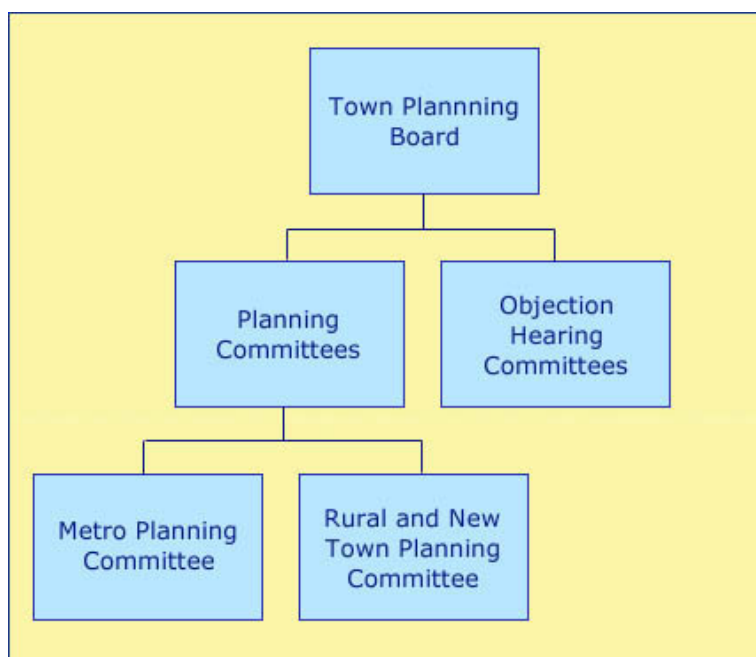 Town Plannning
Board
Planning
Committees
Objection
Hearing
Committees
Metro Planning
Committee
Rural and New
Town Planning
Committee